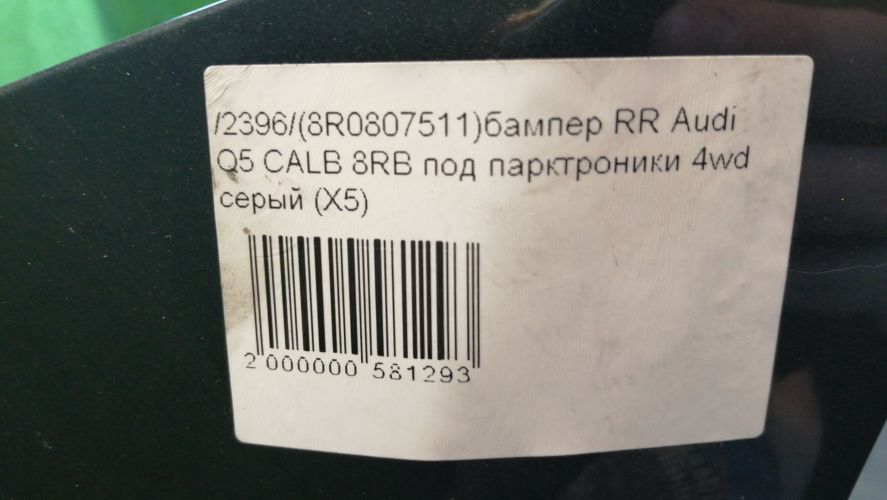 /2396/(8R0807511)бампер RR Audi
Q5 CALB 8RB под парктроники 4wd
серый (X5)
2 000000 581293